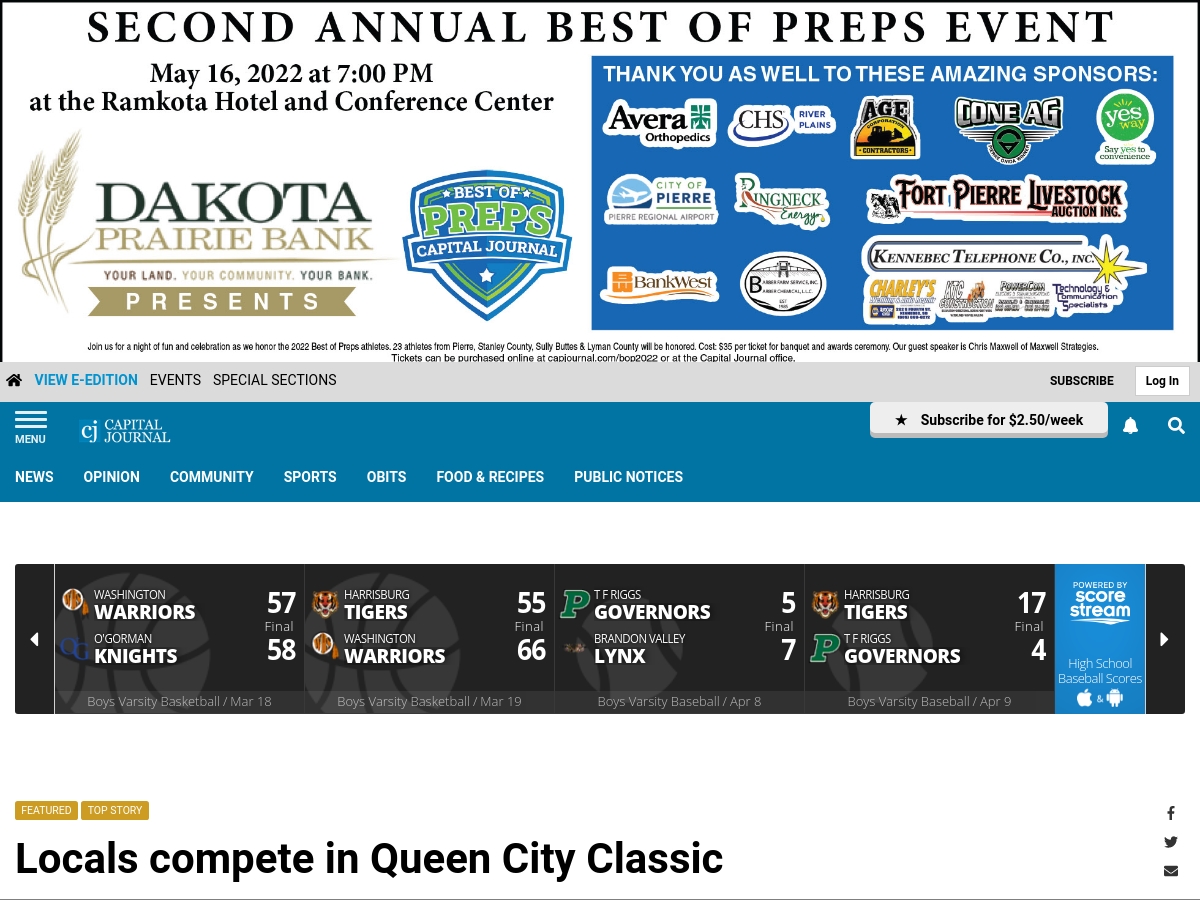 SECOND ANNUAL BEST OF PREPS EVENT
May 16, 2022 at 7:00 PM
at the Ramkota Hotel and Conference Center
DAKOTA
PRAIRIE BANK
YOUR LAND. YOUR COMMUNITY. YOUR BANK.
PRESENTS
BEST OF
PREPS
CAPITAL JOURNAL
THANK YOU AS WELL TO THESE AMAZING SPONSORS:
Avera
Orthopedics
CHS RIVER PLAINS
AGE
CORPORATION
CONTRACTORS
CONE AG
yes way
Say yes to
convenience
CITY OF
PIERRE
PIERRE REGIONAL AIRPORT
RINGNECK
Energy
FORT PIERRE LIVESTOCK
AUCTION INC.
BankWest
BARBER FARM SERVICE, INC.
BARBER CHEMICAL, L.L.C.
EST
KENNEBEC TELEPHONE CO., INC.
CHARLEY'S
KTC
CONSTRUCTION
POWERCOM
Technology &
Communication
Specialists
Join us for a night of fun and celebration as we honor the 2022 Best of Preps athletes. 23 athletes from Pierre, Stanley County, Sully Buttes & Lyman County will be honored. Cost: $35 per ticket for banquet and awards ceremony. Our guest speaker is Chris Maxwell of Maxwell Strategies.
Tickets can be purchased online at capjournal.com/bop2022 or at the Capital Journal office.
VIEW E-EDITION EVENTS SPECIAL SECTIONS SUBSCRIBE Log In
MENU
cj CAPITAL
JOURNAL
★ Subscribe for $2.50/week
NEWS OPINION COMMUNITY SPORTS OBITS FOOD & RECIPES PUBLIC NOTICES
WASHINGTON
WARRIORS 57
Final
O'GORMAN
KNIGHTS 58
Boys Varsity Basketball / Mar 18
HARRISBURG
TIGERS 55
Final
WASHINGTON
WARRIORS 66
Boys Varsity Basketball / Mar 19
T F RIGGS
GOVERNORS 5
Final
BRANDON VALLEY
LYNX 7
Boys Varsity Baseball / Apr 8
HARRISBURG
TIGERS 17
Final
T F RIGGS
GOVERNORS 4
Boys Varsity Baseball / Apr 9
POWERED BY
score
stream
High School
Baseball Scores
&
FEATURED TOP STORY
Locals compete in Queen City Classic